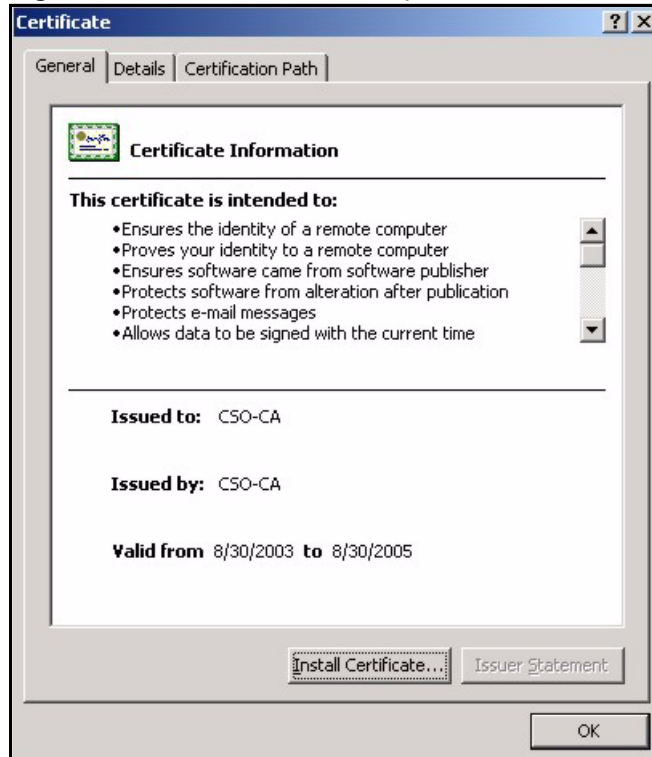 Certificate
General
Details
Certification Path
Certificate Information
This certificate is intended to:
•Ensures the identity of a remote computer
•Proves your identity to a remote computer
•Ensures software came from software publisher
•Protects software from alteration after publication
•Protects e-mail messages
•Allows data to be signed with the current time
Issued to: CSO-CA
Issued by: CSO-CA
Valid from 8/30/2003 to 8/30/2005
Install Certificate...
Issuer Statement
OK